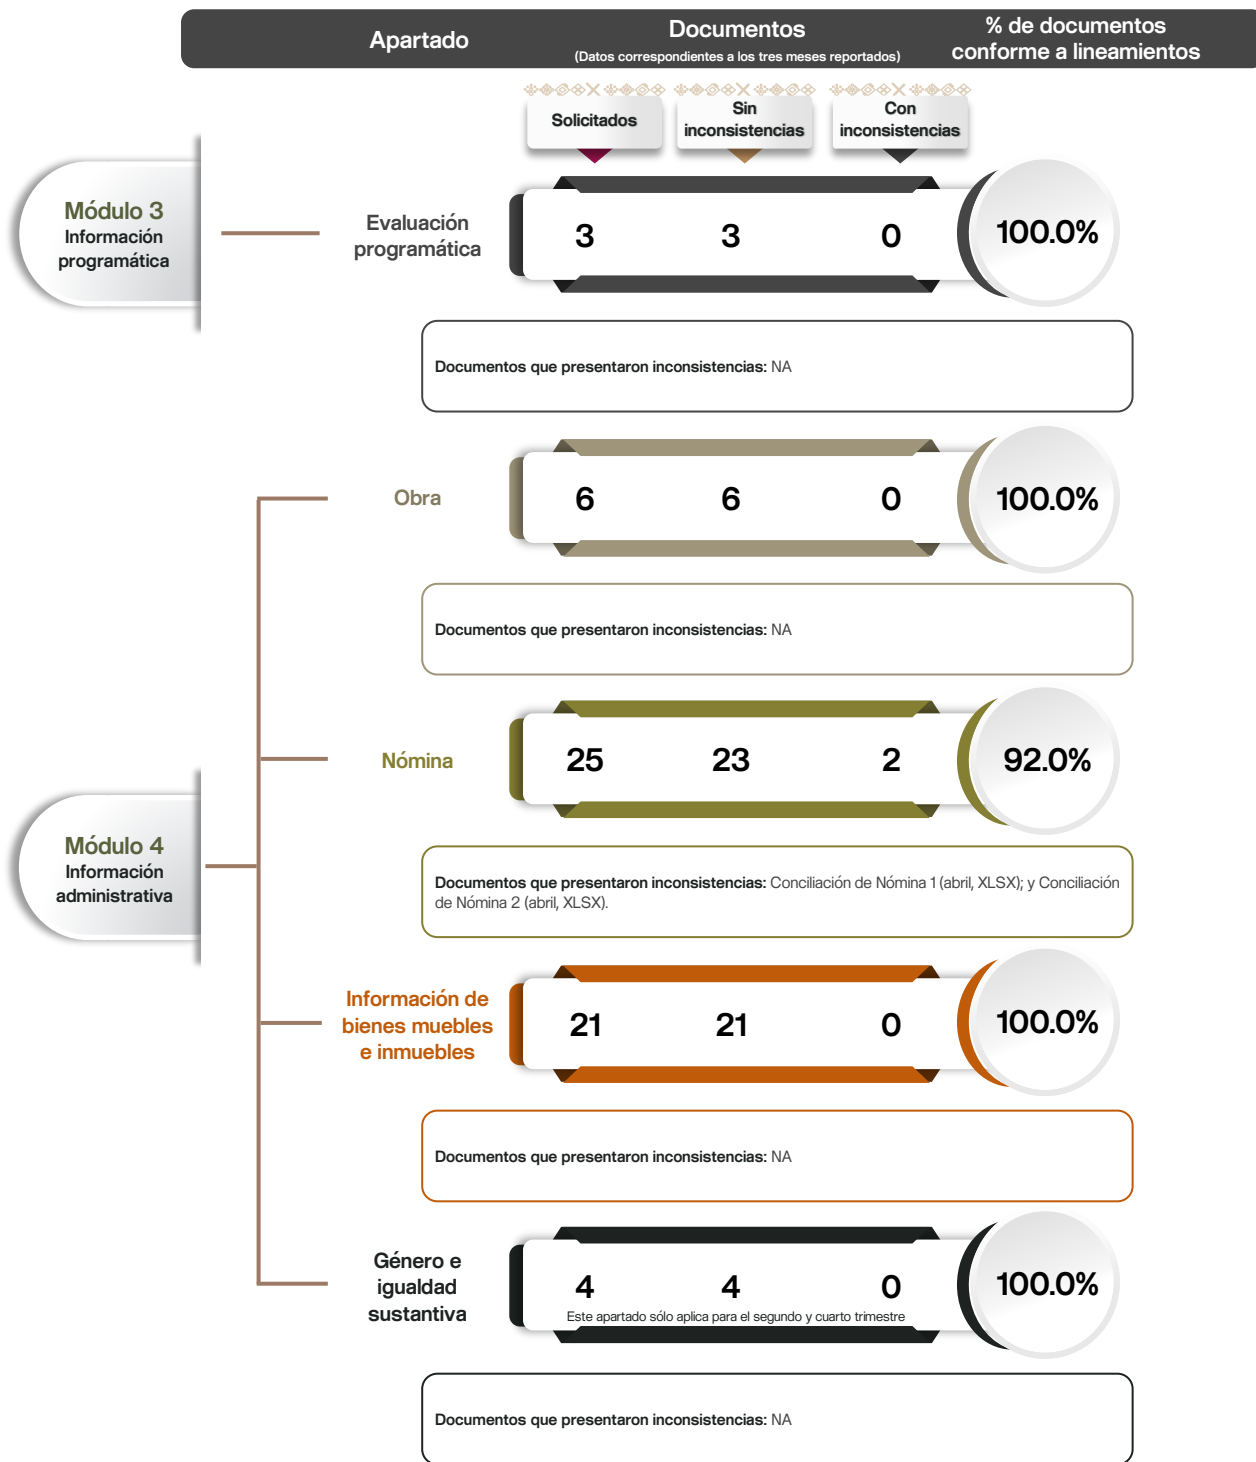 Apartado
Documentos
(Datos correspondientes a los tres meses reportados)
% de documentos
conforme a lineamientos
Solicitados
Sin
inconsistencias
Con
inconsistencias
Módulo 3
Información
programática
Evaluación
programática
3
3
0
100.0%
Documentos que presentaron inconsistencias: NA
Obra
6
6
0
100.0%
Documentos que presentaron inconsistencias: NA
Nómina
25
23
2
92.0%
Módulo 4
Información
administrativa
Documentos que presentaron inconsistencias: Conciliación de Nómina 1 (abril, XLSX); y Conciliación
de Nómina 2 (abril, XLSX).
Información de
bienes muebles
e inmuebles
21
21
0
100.0%
Documentos que presentaron inconsistencias: NA
Género e
igualdad
sustantiva
4
4
0
100.0%
Este apartado sólo aplica para el segundo y cuarto trimestre
Documentos que presentaron inconsistencias: NA